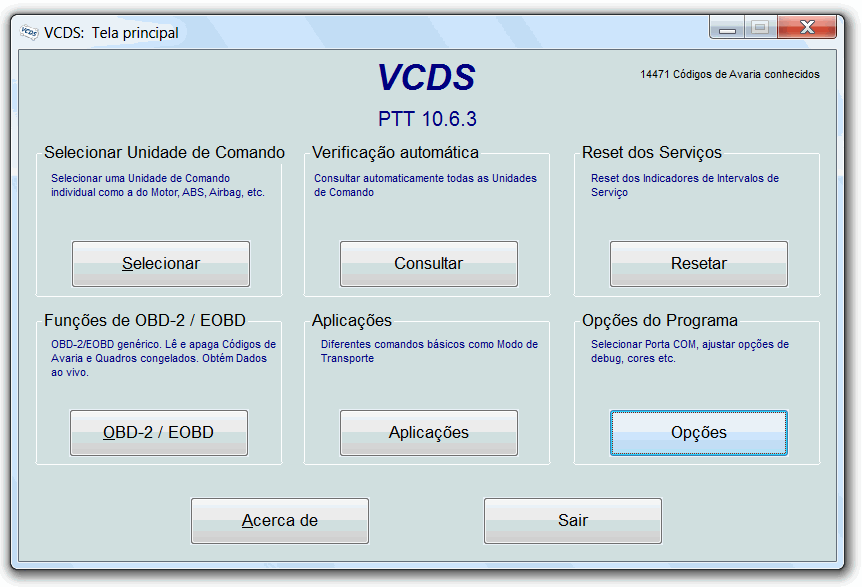 VCDS
VCDS: Tela principal
VCDS
14471 Códigos de Avaria conhecidos
PTT 10.6.3
Selecionar Unidade de Comando
Selecionar uma Unidade de Comando
individual como a do Motor, ABS, Airbag, etc.
Selecionar
Verificação automática
Consultar automaticamente todas as Unidades
de Comando
Consultar
Reset dos Serviços
Reset dos Indicadores de Intervalos de
Serviço
Resetar
Funções de OBD-2 / EOBD
OBD-2/EOBD genérico. Lê e apaga Códigos de
Avaria e Quadros congelados. Obtém Dados
ao vivo.
OBD-2 / EOBD
Aplicações
Diferentes comandos básicos como Modo de
Transporte
Aplicações
Opções do Programa
Selecionar Porta COM, ajustar opções de
debug, cores etc.
Opções
Acerca de
Sair